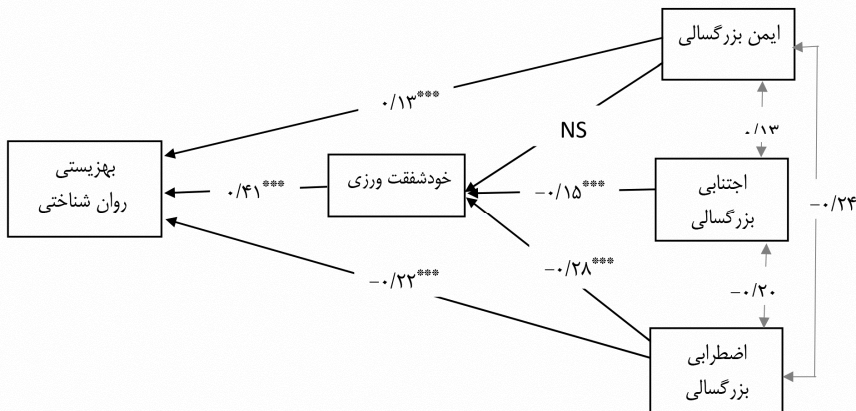 ایمن بزرگسالی
۰/۱۳***
NS
۰/۱۳
بهزیستی
روان شناختی
۰/۴۱***
خودشفقت ورزی
−۰/۱۵***
اجتنابی
بزرگسالی
−۰/۲۴
−۰/۲۲***
−۰/۲۸***
−۰/۲۰
اضطرابی
بزرگسالی